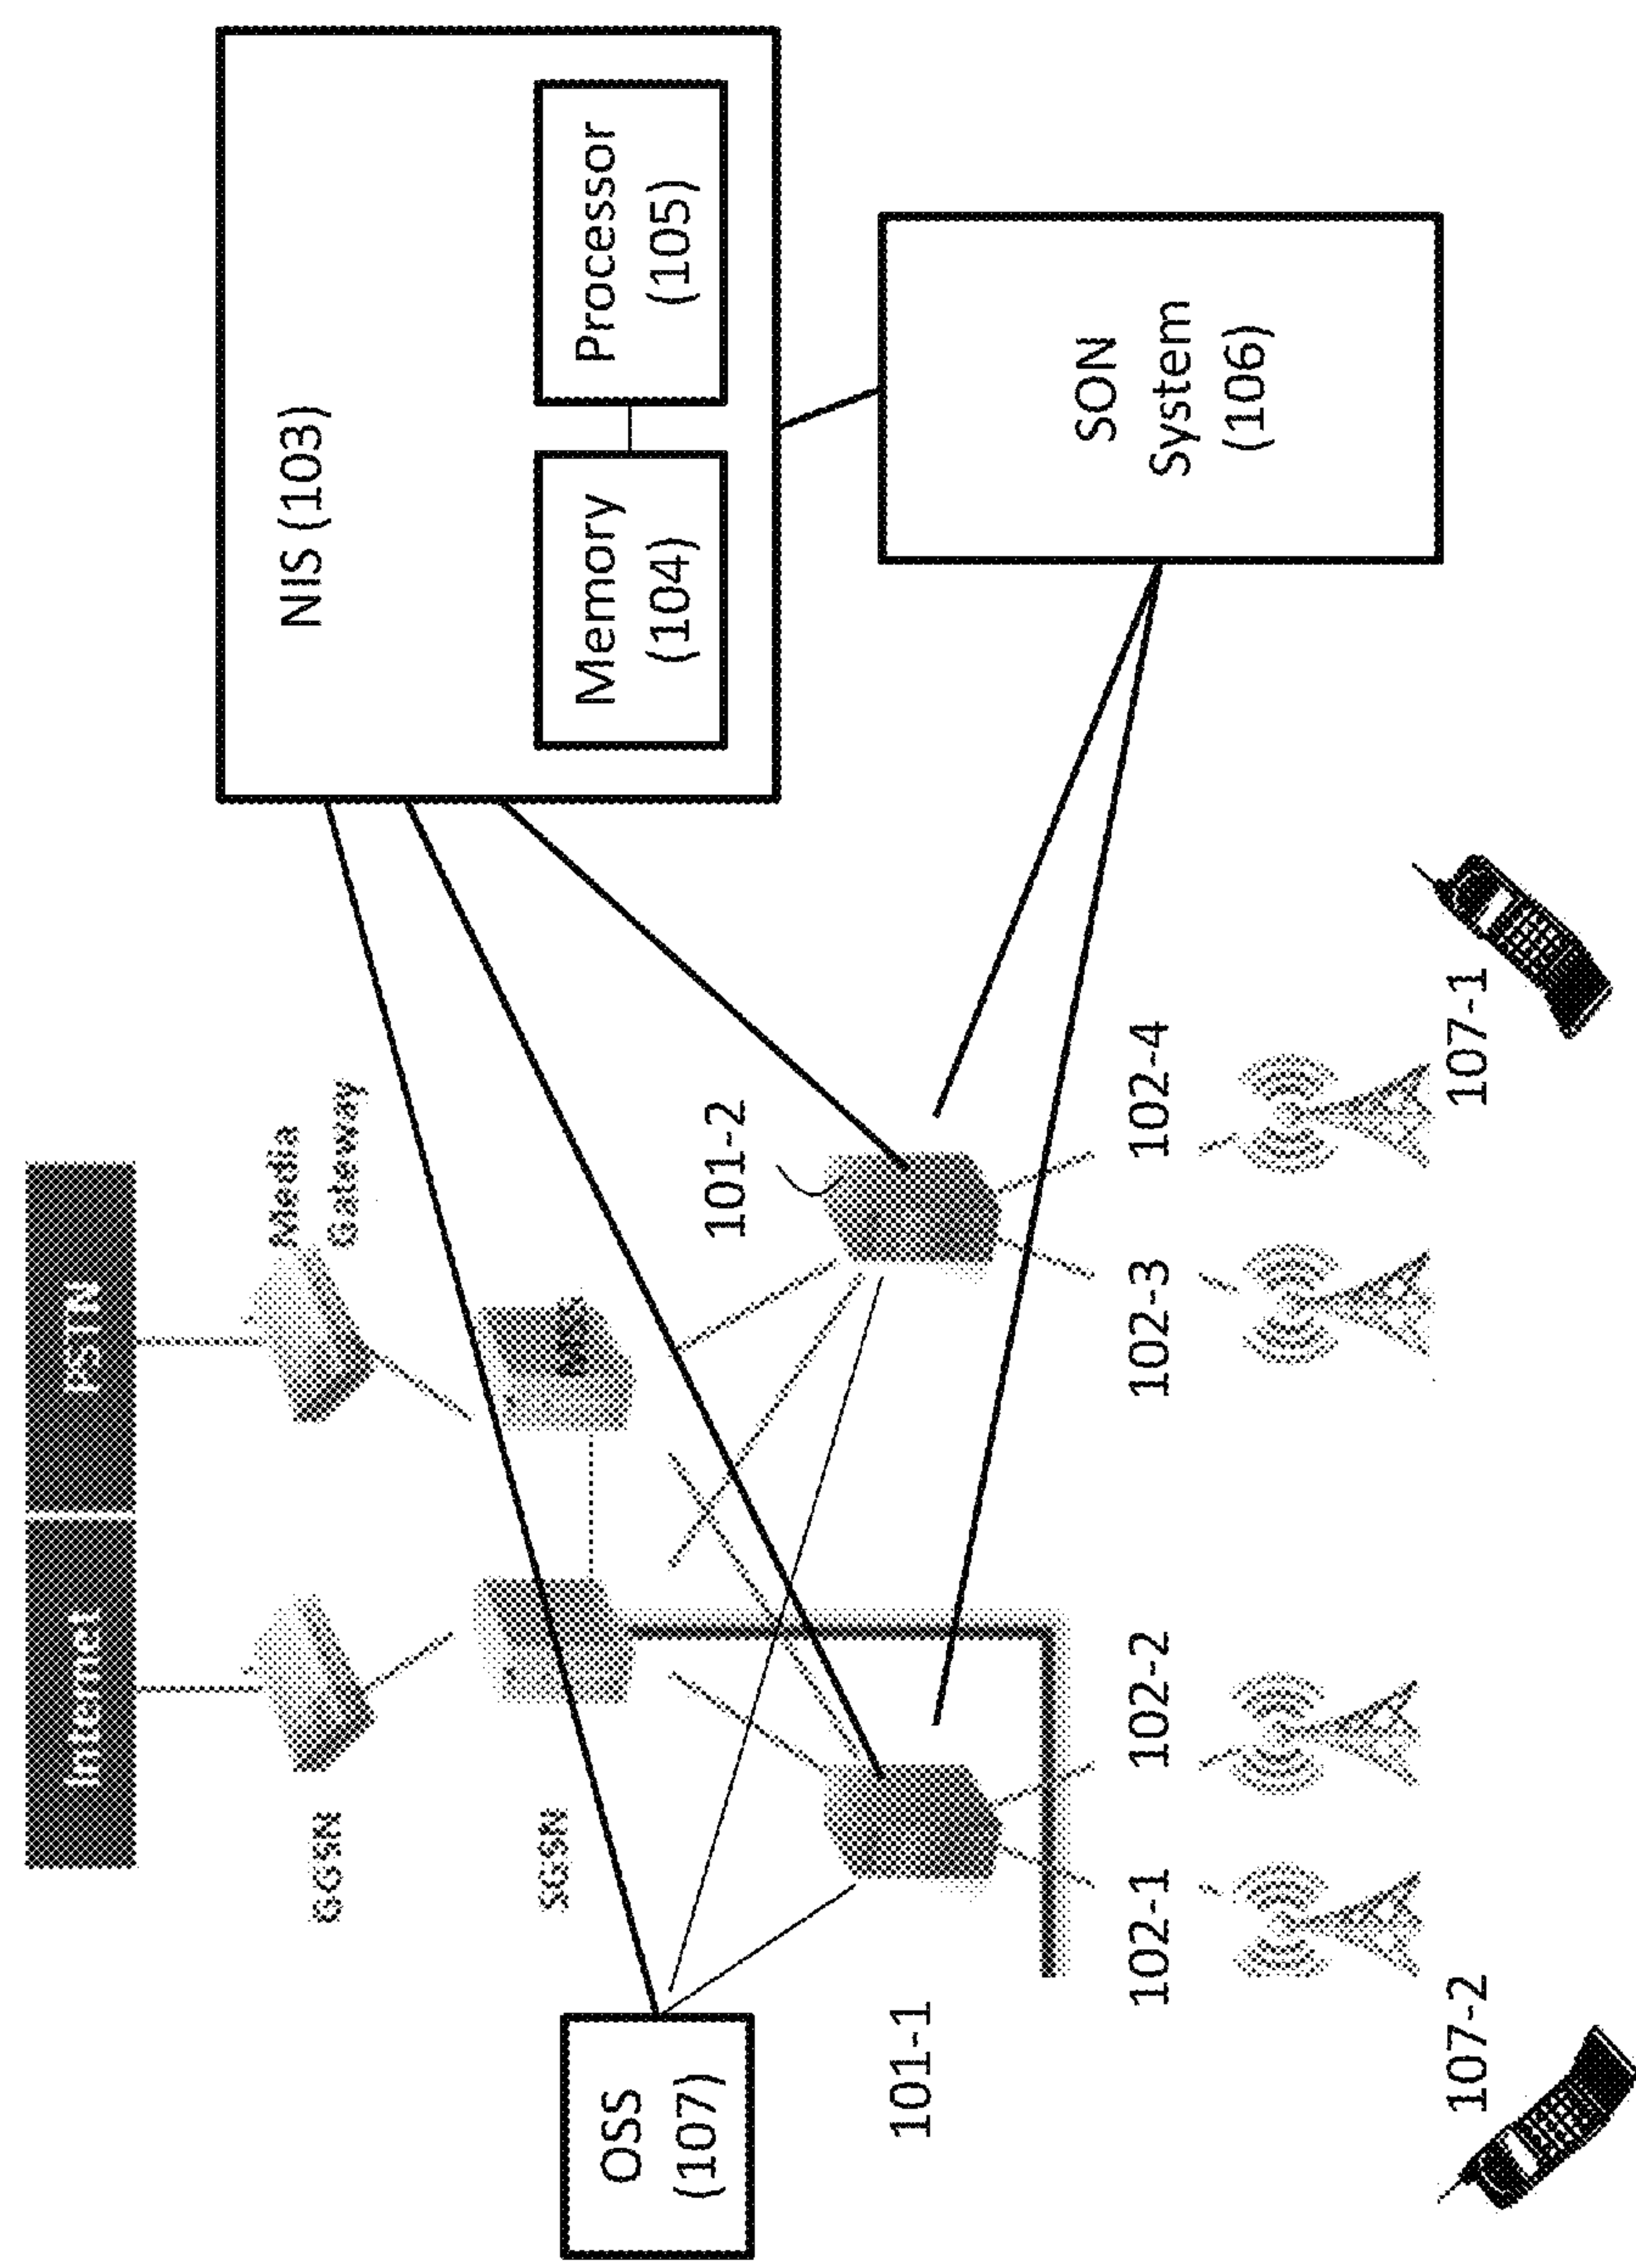 Internet
PSTN
GGSN
Media
Gateway
SGSN
OSS
(107)
101-1
101-2
102-1
102-2
102-3
102-4
107-2
107-1
NIS (103)
Memory
(104)
Processor
(105)
SON
System
(106)